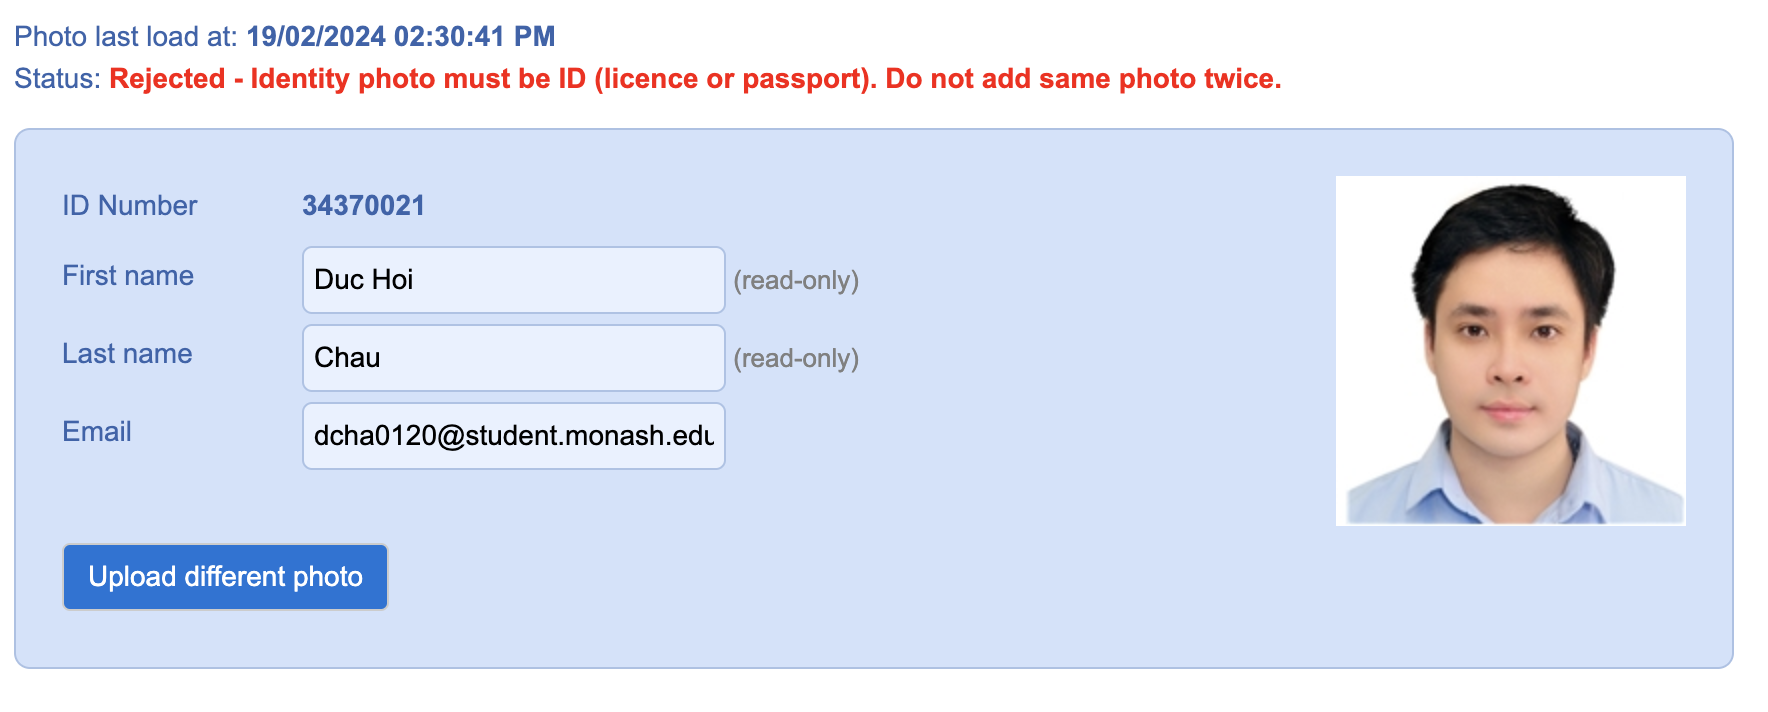 Photo last load at: 19/02/2024 02:30:41 PM
Status: Rejected - Identity photo must be ID (licence or passport). Do not add same photo twice.
ID Number 34370021
First name Duc Hoi (read-only)
Last name Chau (read-only)
Email dcha0120@student.monash.edu
Upload different photo